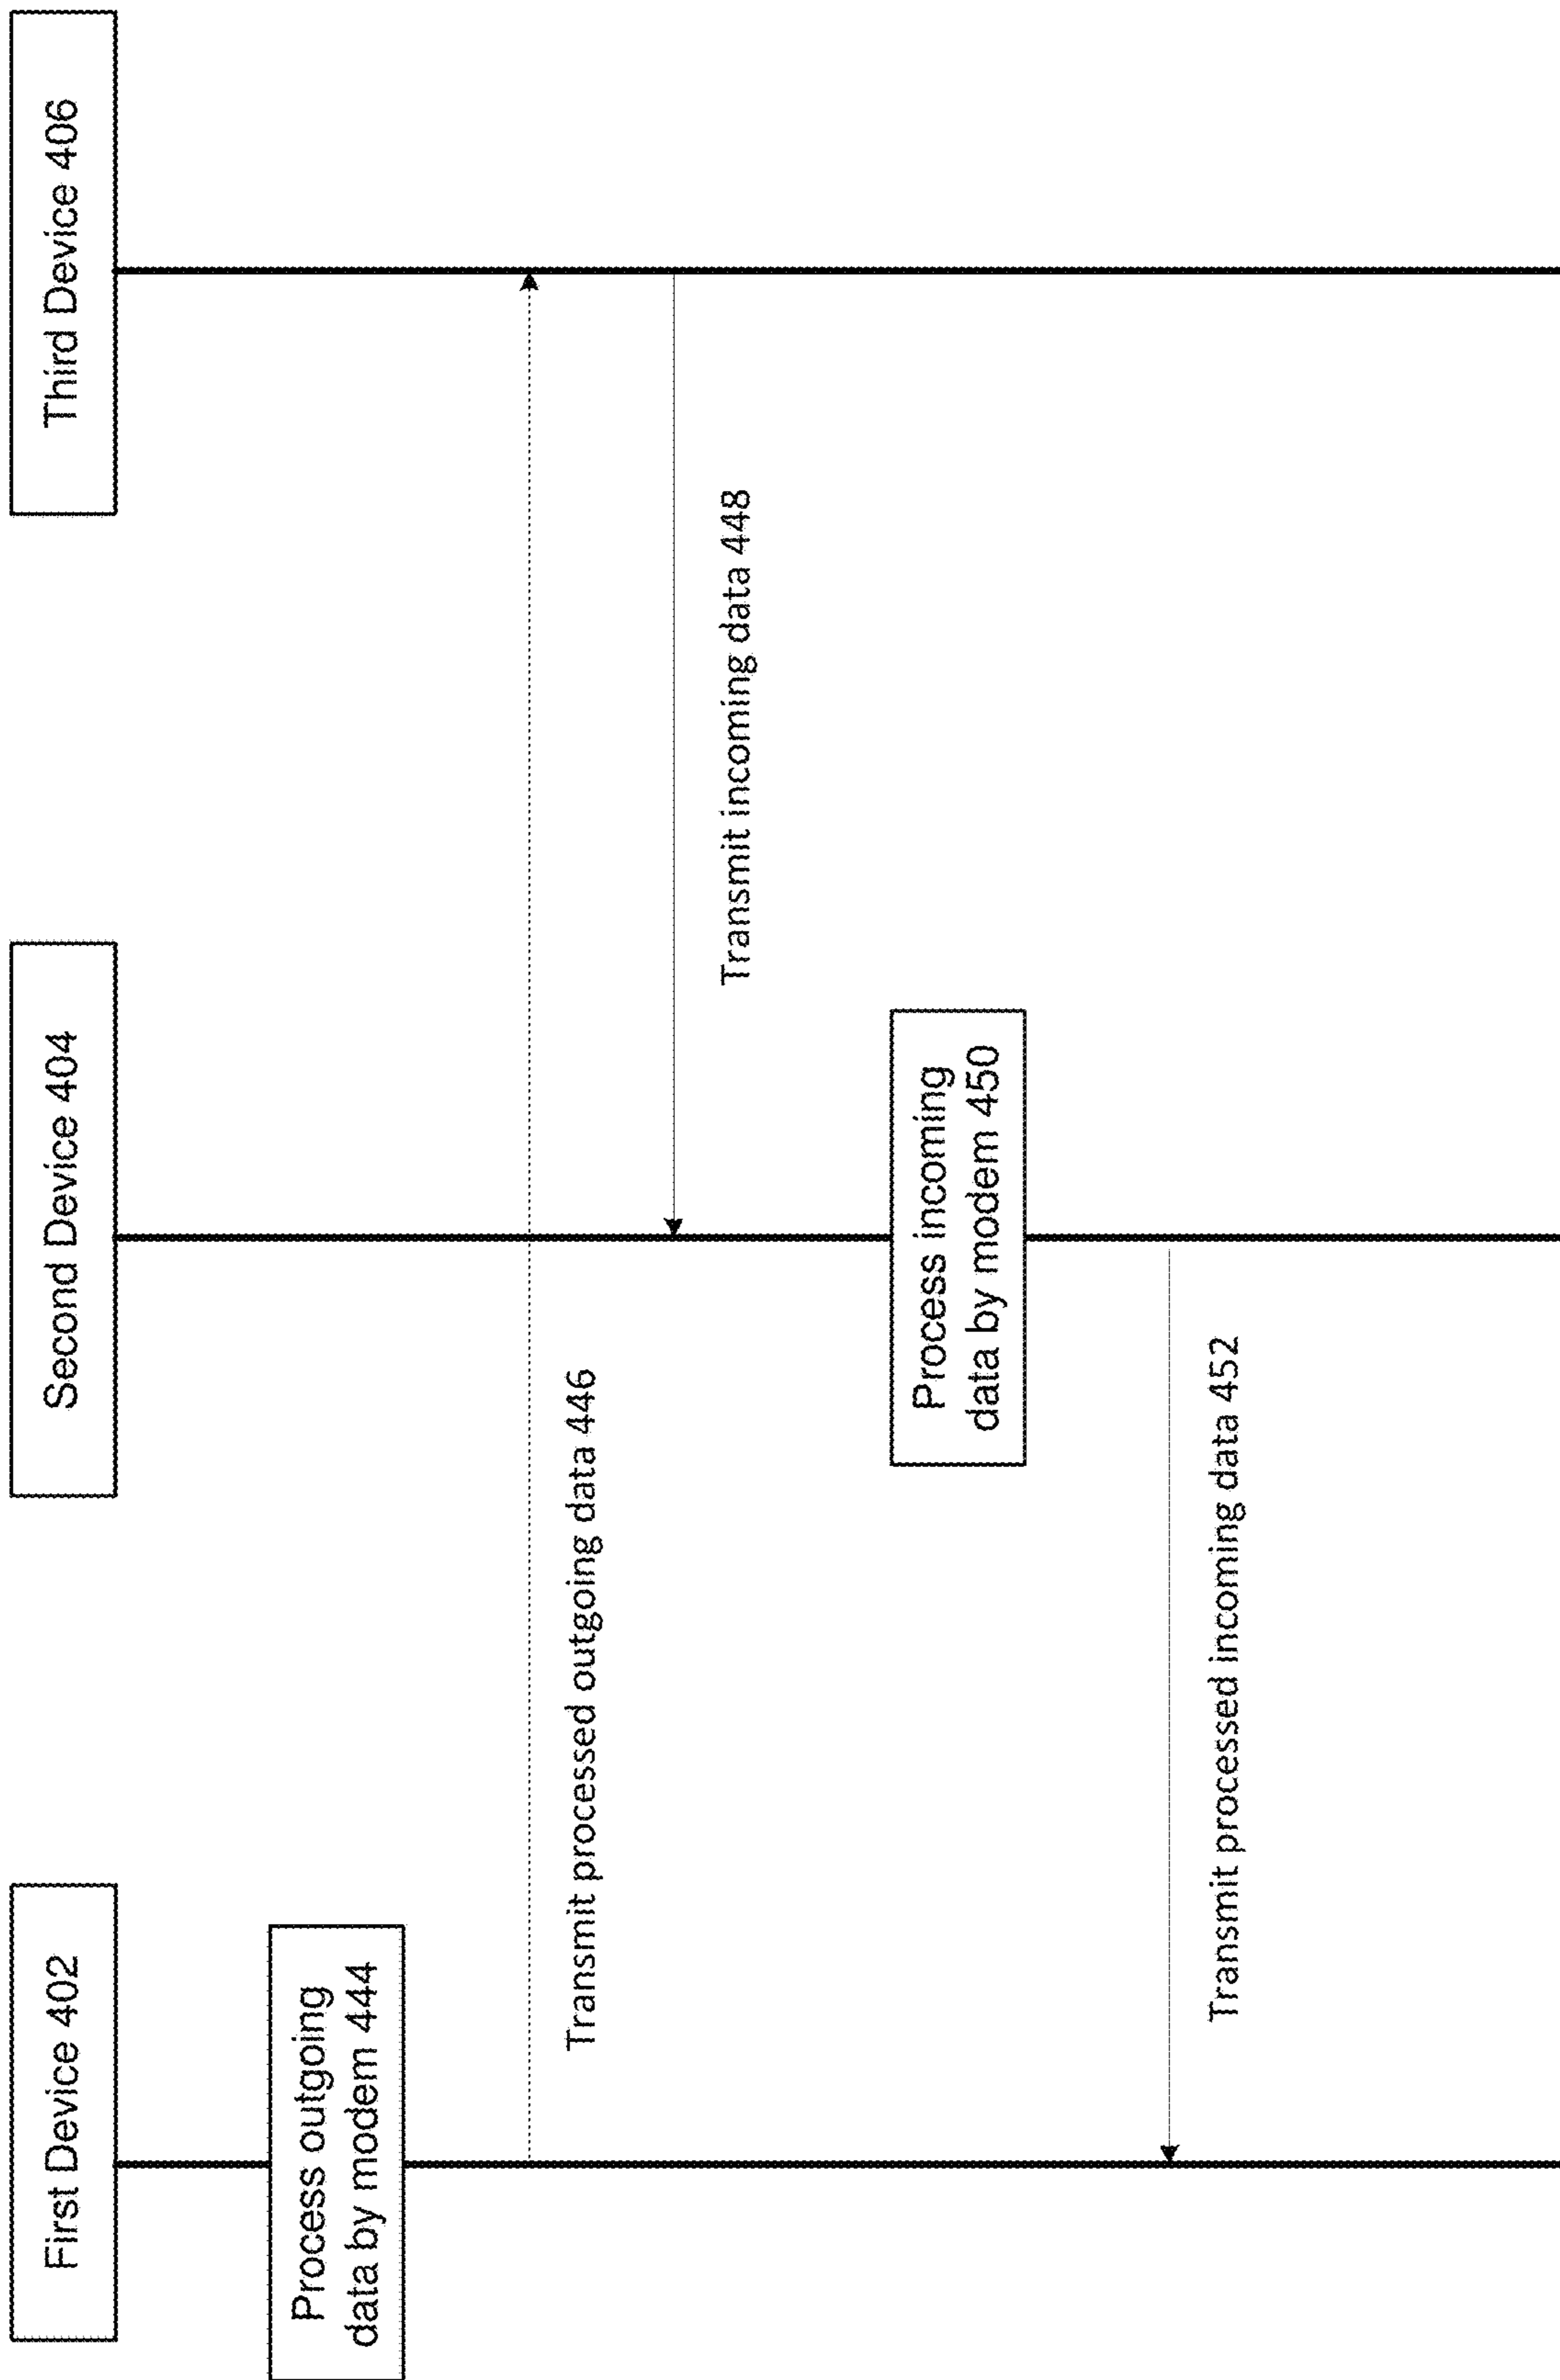 First Device 402
Second Device 404
Third Device 406
Process outgoing
data by modem 444
Transmit processed outgoing data 446
Transmit incoming data 448
Process incoming
data by modem 450
Transmit processed incoming data 452